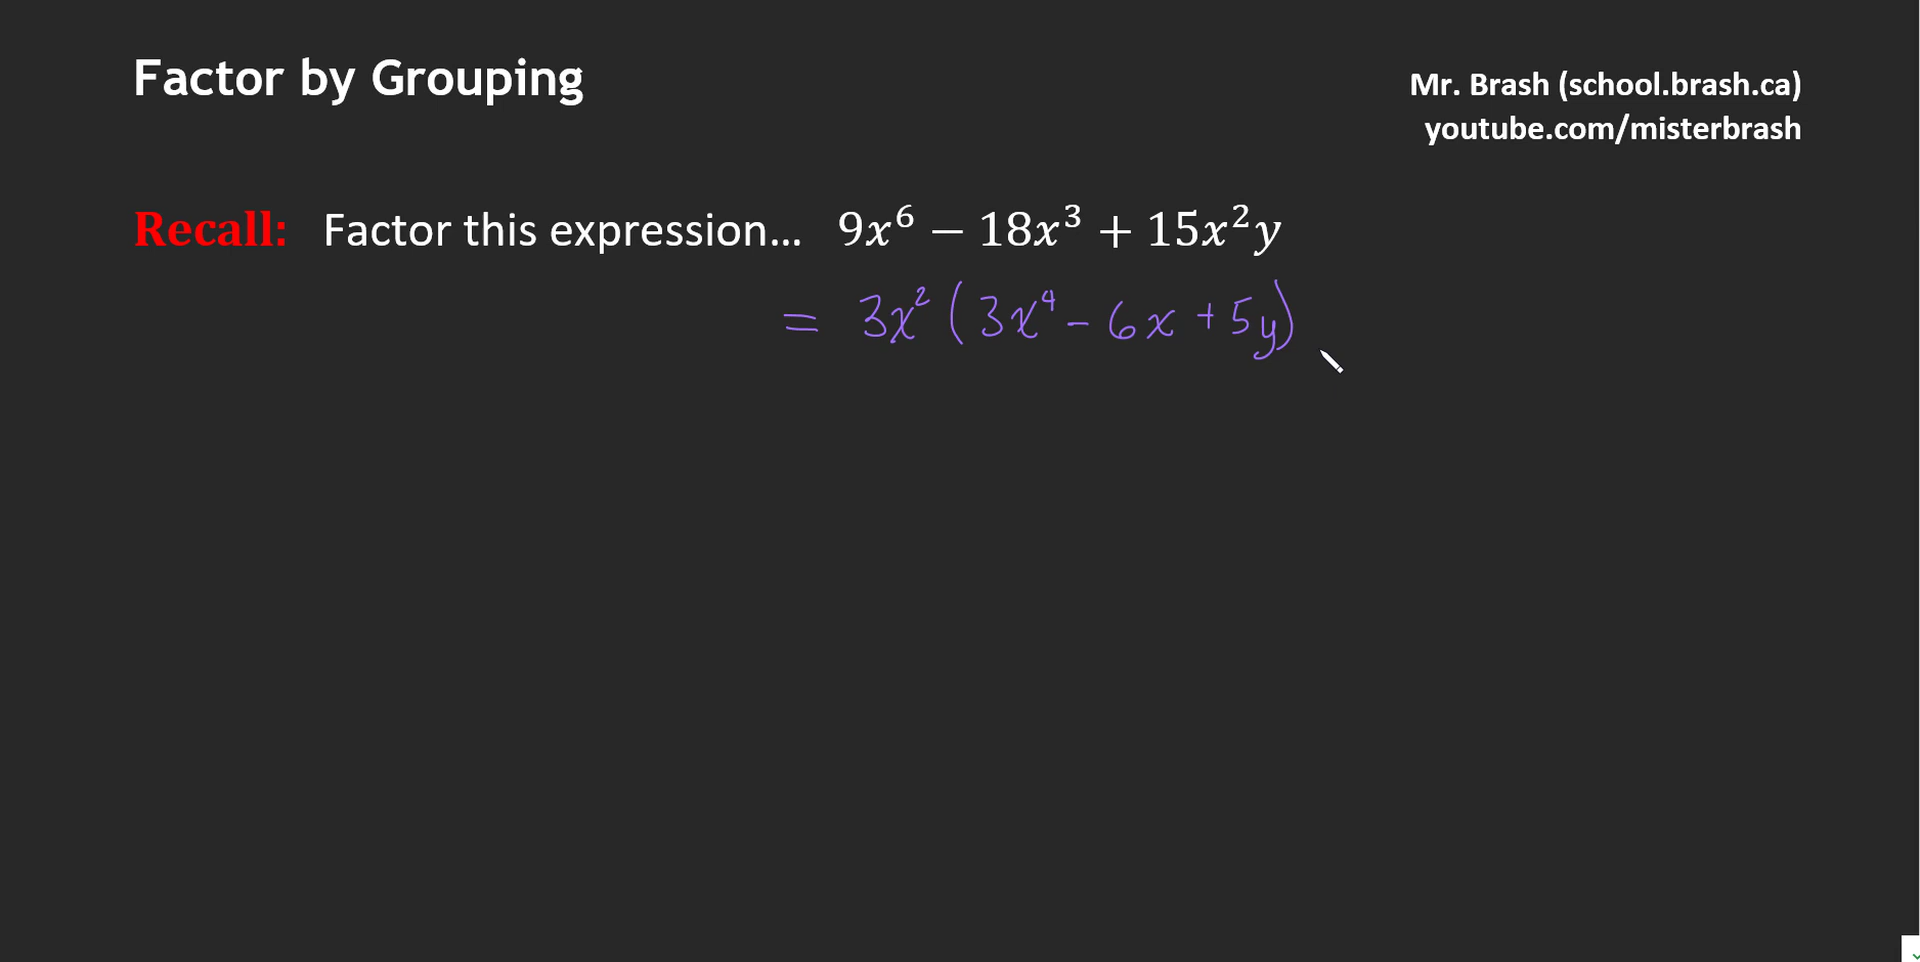 Factor by Grouping
Mr. Brash (school.brash.ca)
youtube.com/misterbrash
Recall: Factor this expression... 9x⁶ − 18x³ + 15x²y
= 3x² (3x⁴ - 6x + 5y)